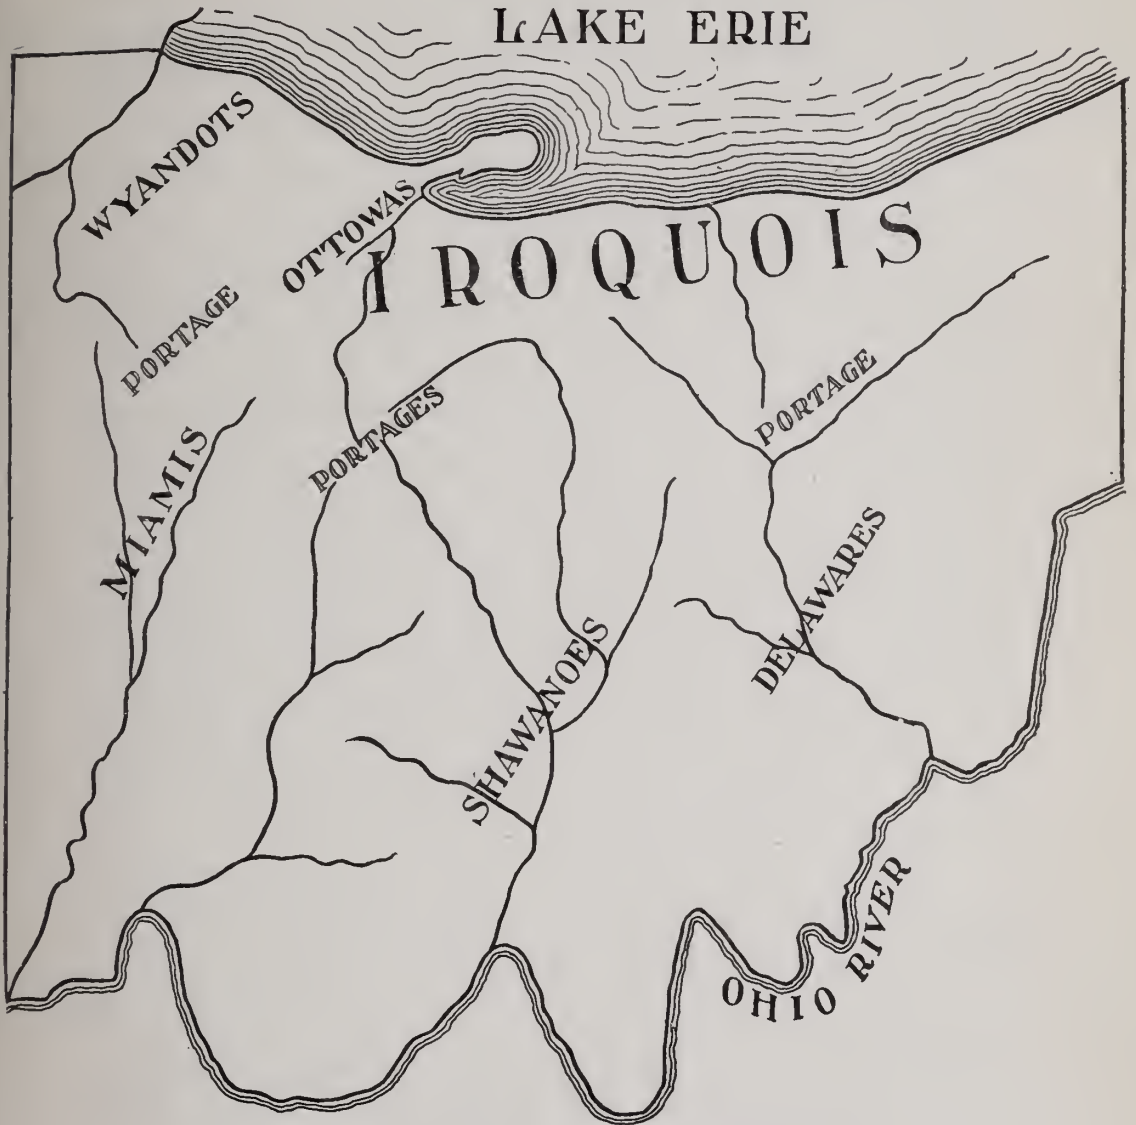 LAKE ERIE
WYANDOTS
OTTOWAS
IROQUOIS
PORTAGE
PORTAGES
PORTAGE
MIAMIS
DELAWARES
SHAWANOES
OHIO RIVER